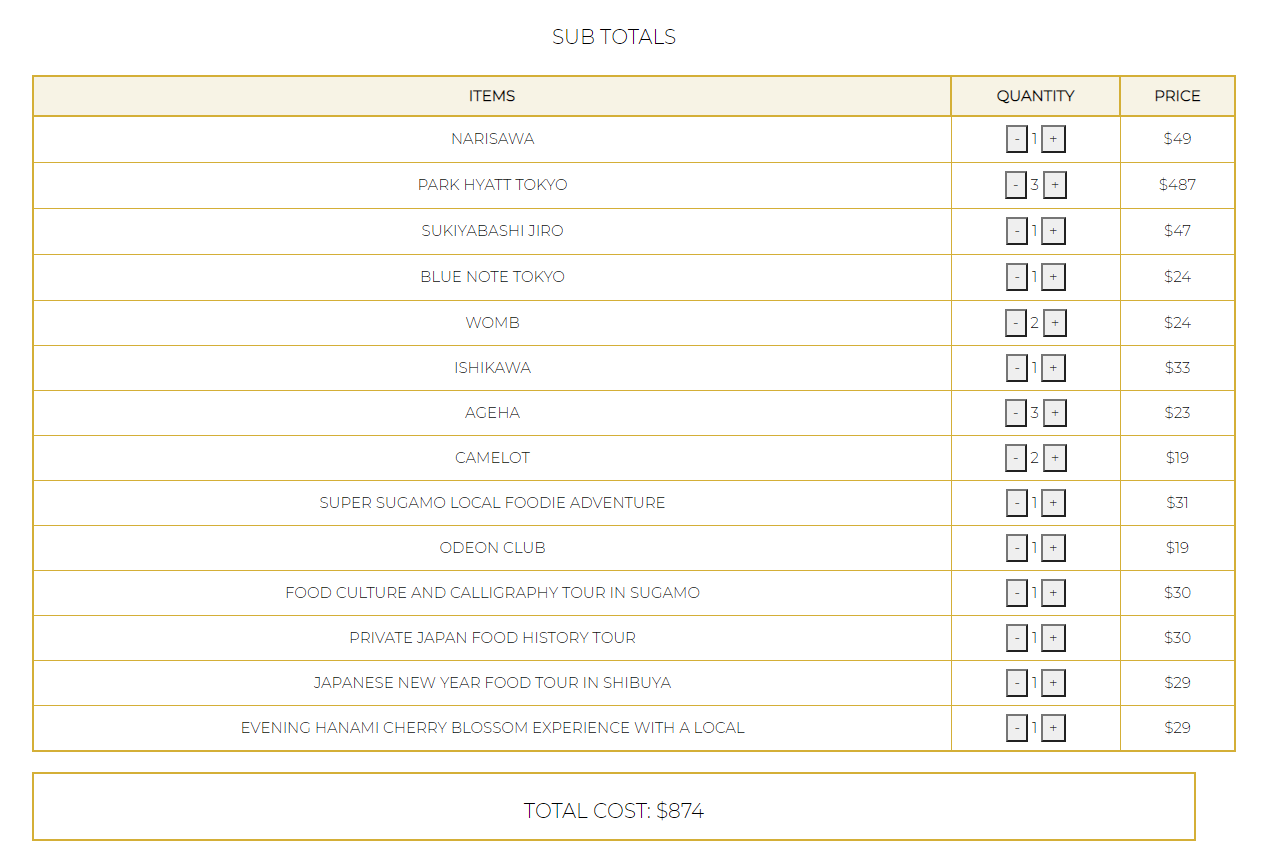 SUB TOTALS
ITEMS QUANTITY PRICE
NARISAWA - 1 + $49
PARK HYATT TOKYO - 3 + $487
SUKIYABASHI JIRO - 1 + $47
BLUE NOTE TOKYO - 1 + $24
WOMB - 2 + $24
ISHIKAWA - 1 + $33
AGEHA - 3 + $23
CAMELOT - 2 + $19
SUPER SUGAMO LOCAL FOODIE ADVENTURE - 1 + $31
ODEON CLUB - 1 + $19
FOOD CULTURE AND CALLIGRAPHY TOUR IN SUGAMO - 1 + $30
PRIVATE JAPAN FOOD HISTORY TOUR - 1 + $30
JAPANESE NEW YEAR FOOD TOUR IN SHIBUYA - 1 + $29
EVENING HANAMI CHERRY BLOSSOM EXPERIENCE WITH A LOCAL - 1 + $29
TOTAL COST: $874